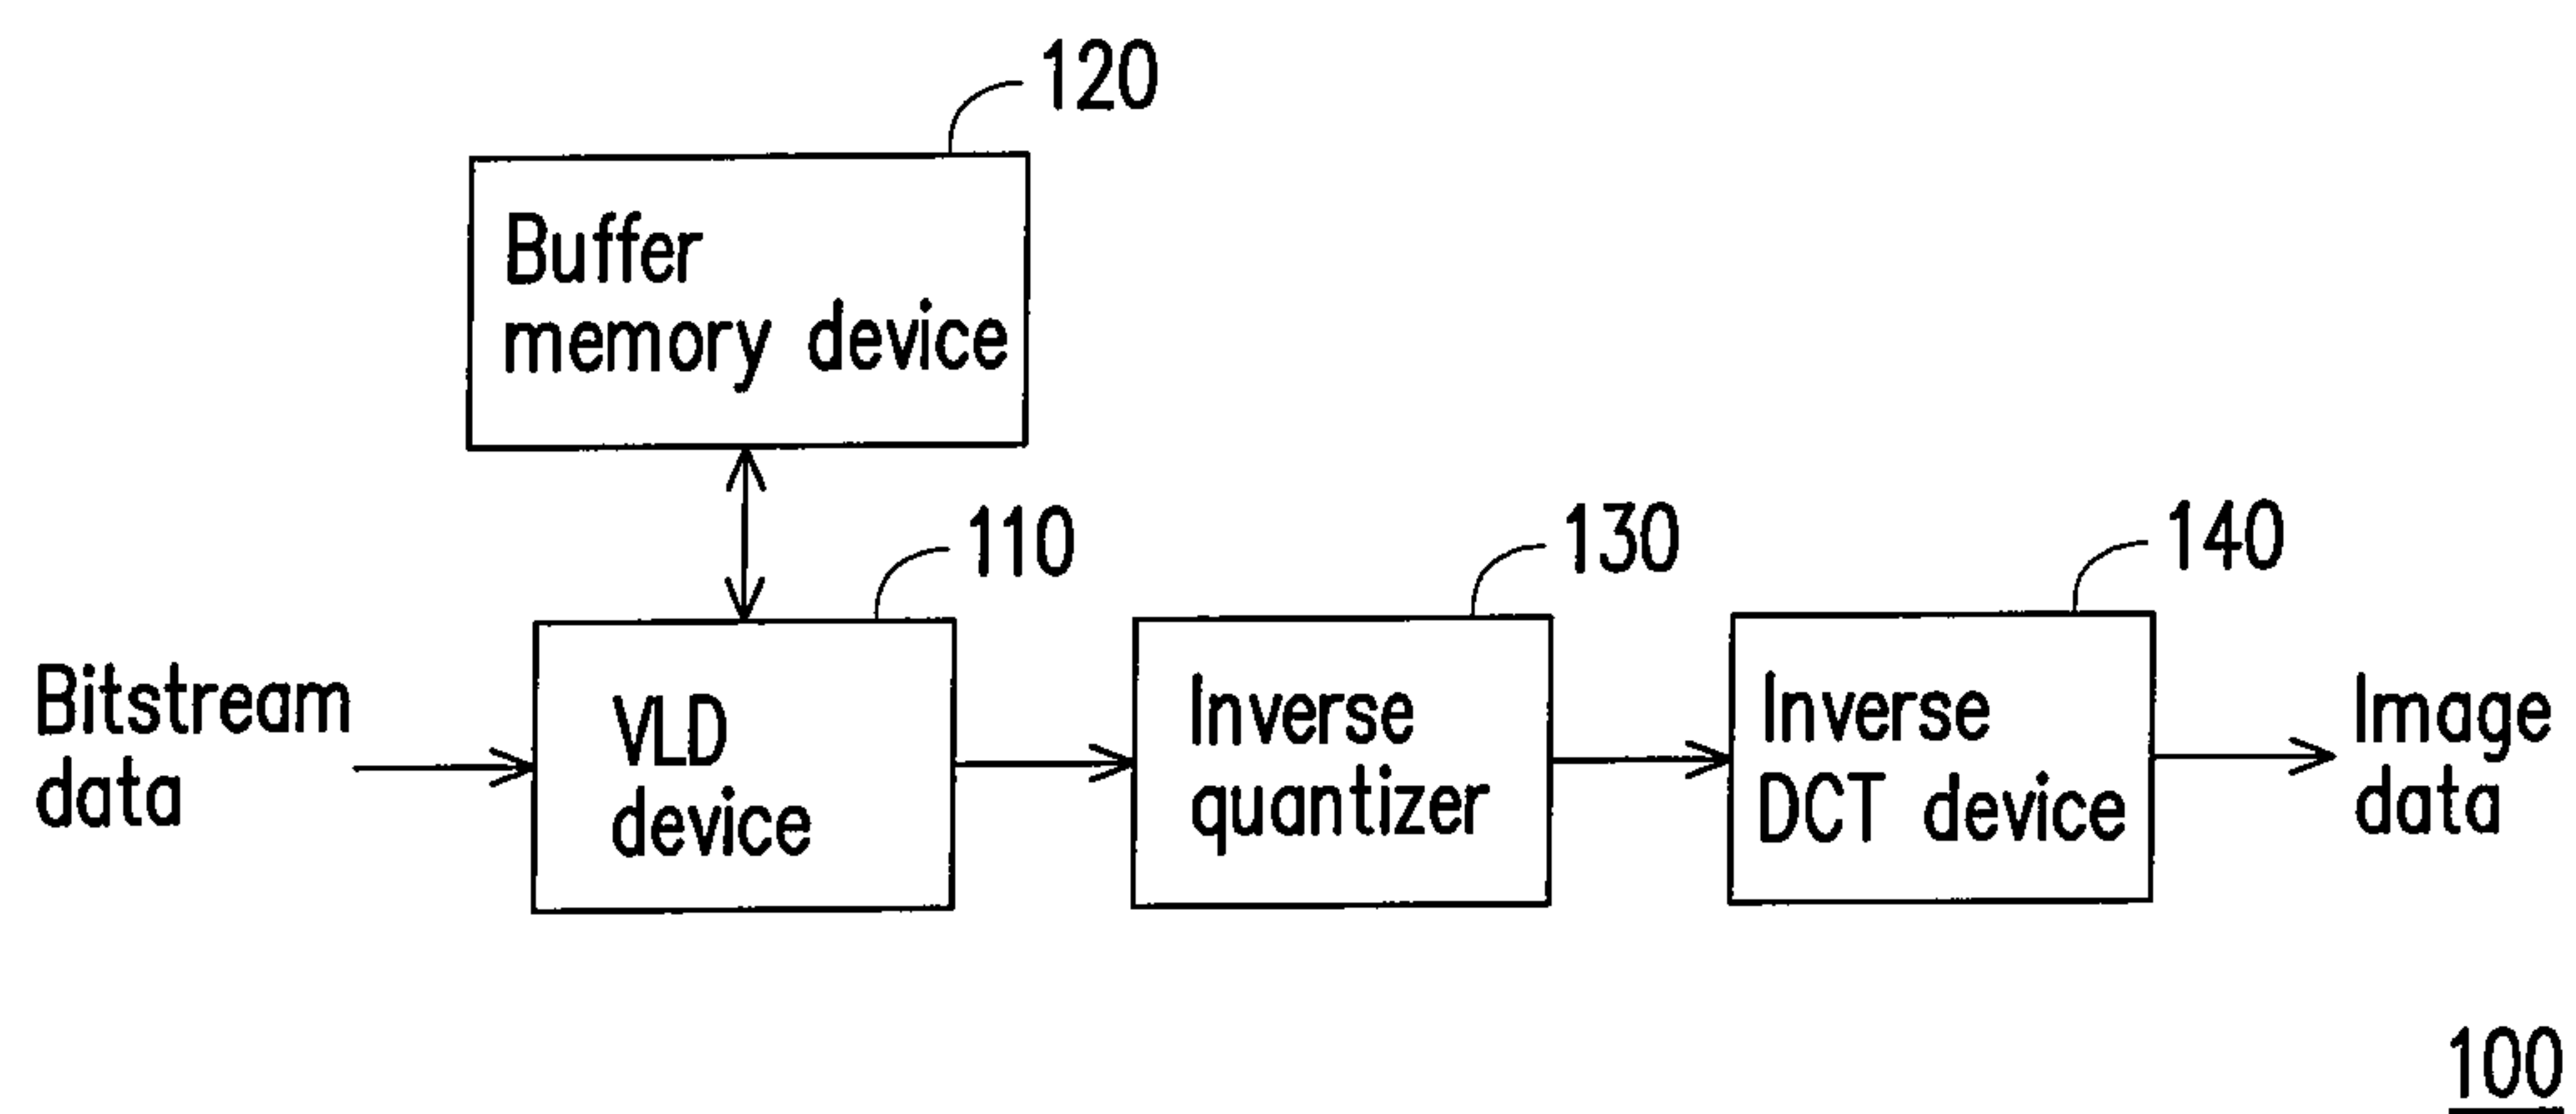 120
Buffer
memory device
110
130
140
Bitstream
data
VLD
device
Inverse
quantizer
Inverse
DCT device
Image
data
100